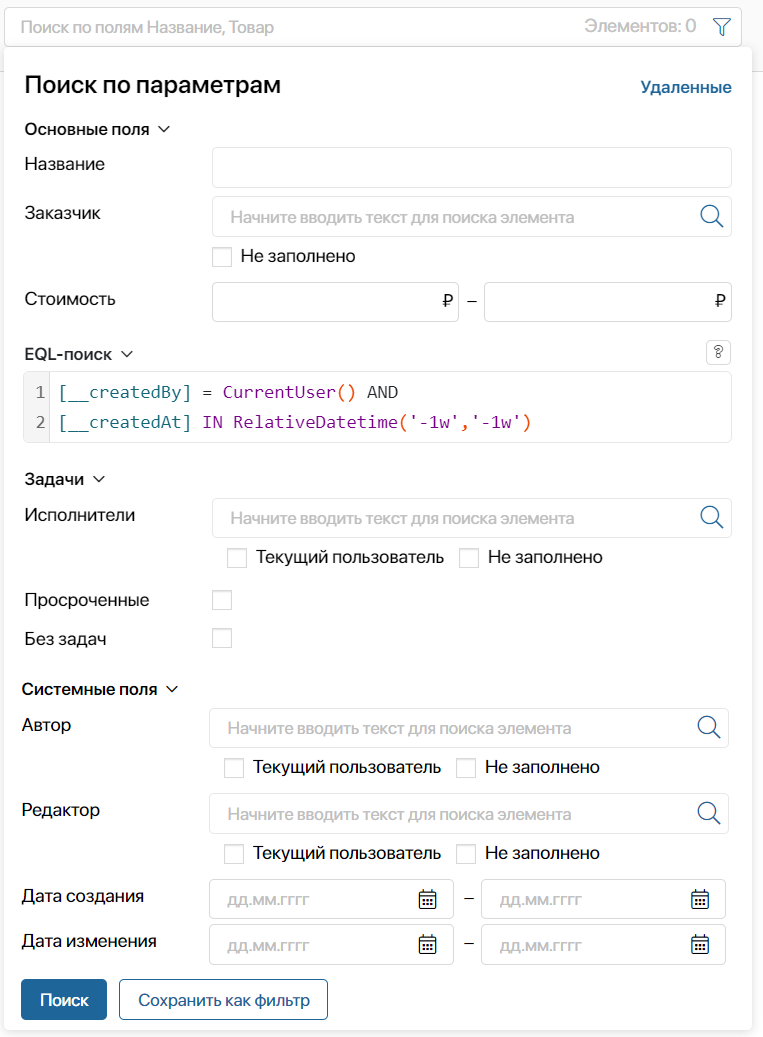 Поиск по полям Название, Товар Элементов: 0
Поиск по параметрам Удаленные
Основные поля
Название
Заказчик Начните вводить текст для поиска элемента
Не заполнено
Стоимость ₽ – ₽
EQL-поиск ?
1 [__createdBy] = CurrentUser() AND
2 [__createdAt] IN RelativeDatetime('-1w','-1w')
Задачи
Исполнители Начните вводить текст для поиска элемента
Текущий пользователь Не заполнено
Просроченные
Без задач
Системные поля
Автор Начните вводить текст для поиска элемента
Текущий пользователь Не заполнено
Редактор Начните вводить текст для поиска элемента
Текущий пользователь Не заполнено
Дата создания дд.мм.гггг – дд.мм.гггг
Дата изменения дд.мм.гггг – дд.мм.гггг
Поиск Сохранить как фильтр